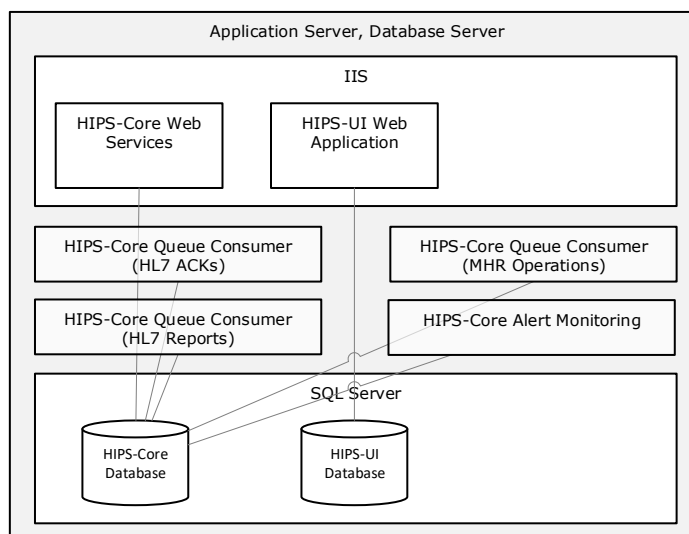 Application Server, Database Server
IIS
HIPS-Core Web
Services
HIPS-UI Web
Application
HIPS-Core Queue Consumer
(HL7 ACKs)
HIPS-Core Queue Consumer
(MHR Operations)
HIPS-Core Queue Consumer
(HL7 Reports)
HIPS-Core Alert Monitoring
SQL Server
HIPS-Core
Database
HIPS-UI
Database